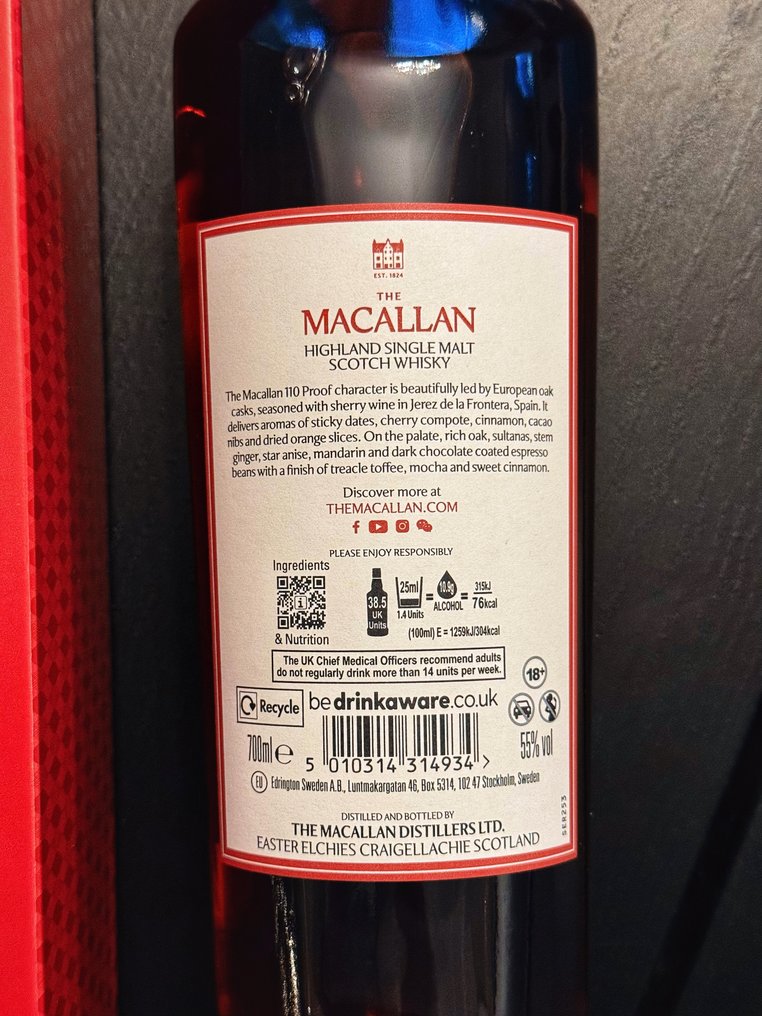 EST. 1824
THE
MACALLAN
HIGHLAND SINGLE MALT
SCOTCH WHISKY
The Macallan 110 Proof character is beautifully led by European oak
casks, seasoned with sherry wine in Jerez de la Frontera, Spain. It
delivers aromas of sticky dates, cherry compote, cinnamon, cacao
nibs and dried orange slices. On the palate, rich oak, sultanas, stem
ginger, star anise, mandarin and dark chocolate coated espresso
beans with a finish of treacle toffee, mocha and sweet cinnamon.
Discover more at
THEMACALLAN.COM
PLEASE ENJOY RESPONSIBLY
Ingredients
& Nutrition
38.5
UK
Units
25ml
1.4 Units
=
10.9g
ALCOHOL
=
315kJ
76kcal
(100ml) E = 1259kJ/304kcal
The UK Chief Medical Officers recommend adults
do not regularly drink more than 14 units per week.
18+
Recycle
bedrinkaware.co.uk
700ml e
5 010314 314934 >
55% vol
EU Edrington Sweden A.B., Luntmakargatan 46, Box 5314, 102 47 Stockholm, Sweden
SER253
DISTILLED AND BOTTLED BY
THE MACALLAN DISTILLERS LTD.
EASTER ELCHIES CRAIGELLACHIE SCOTLAND